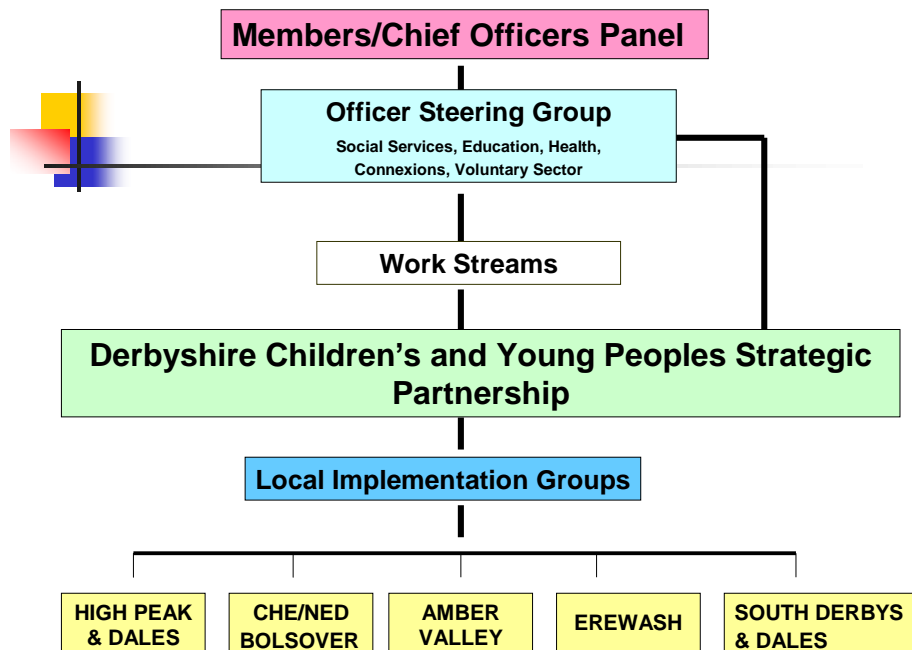 Members/Chief Officers Panel
Officer Steering Group
Social Services, Education, Health,
Connexions, Voluntary Sector
Work Streams
Derbyshire Children's and Young Peoples Strategic
Partnership
Local Implementation Groups
HIGH PEAK
& DALES
CHE/NED
BOLSOVER
AMBER
VALLEY
EREWASH
SOUTH DERBYS
& DALES